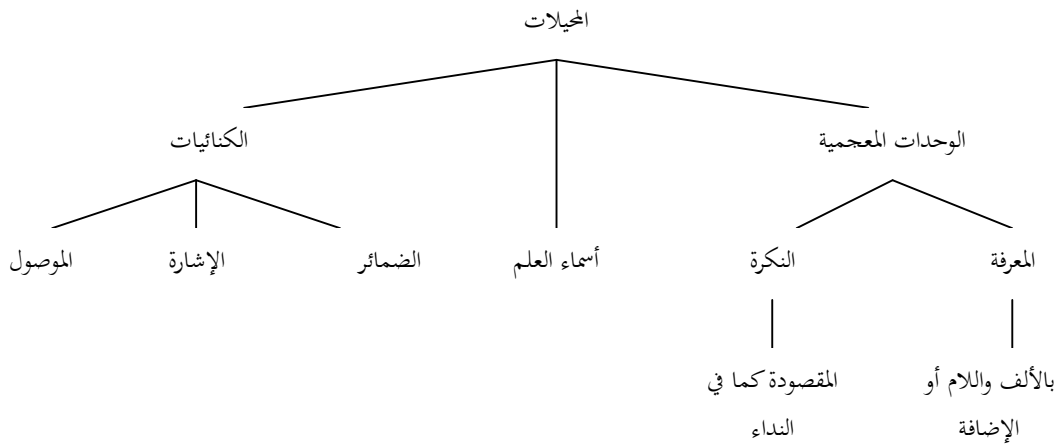 المحيلات
الوحدات المعجمية
الكنائيات
المعرفة
النكرة
أسماء العلم
الضمائر
الإشارة
الموصول
بالألف واللام أو
الإضافة
المقصودة كما في
النداء